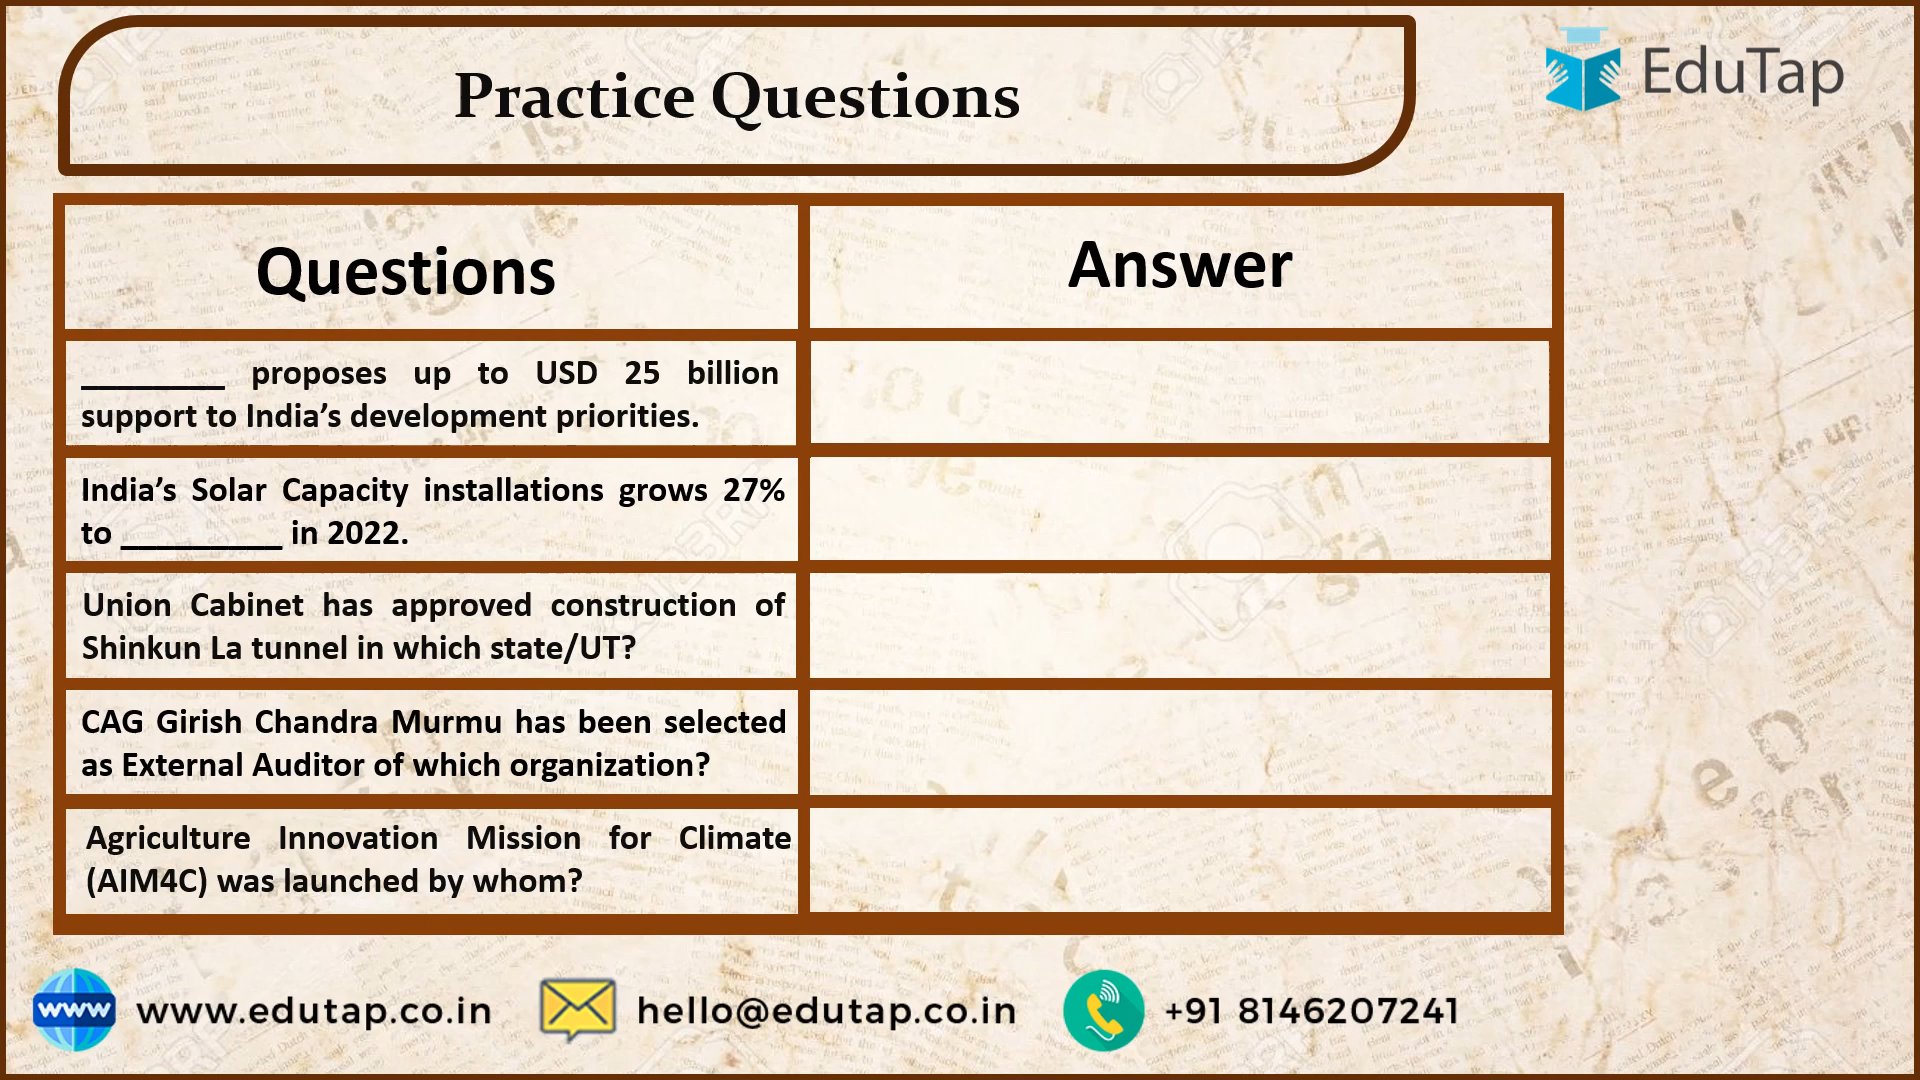 Practice Questions
EduTap
Questions
Answer
________ proposes up to USD 25 billion
support to India’s development priorities.
India’s Solar Capacity installations grows 27%
to _________ in 2022.
Union Cabinet has approved construction of
Shinkun La tunnel in which state/UT?
CAG Girish Chandra Murmu has been selected
as External Auditor of which organization?
Agriculture Innovation Mission for Climate
(AIM4C) was launched by whom?
www
www.edutap.co.in
hello@edutap.co.in
+91 8146207241